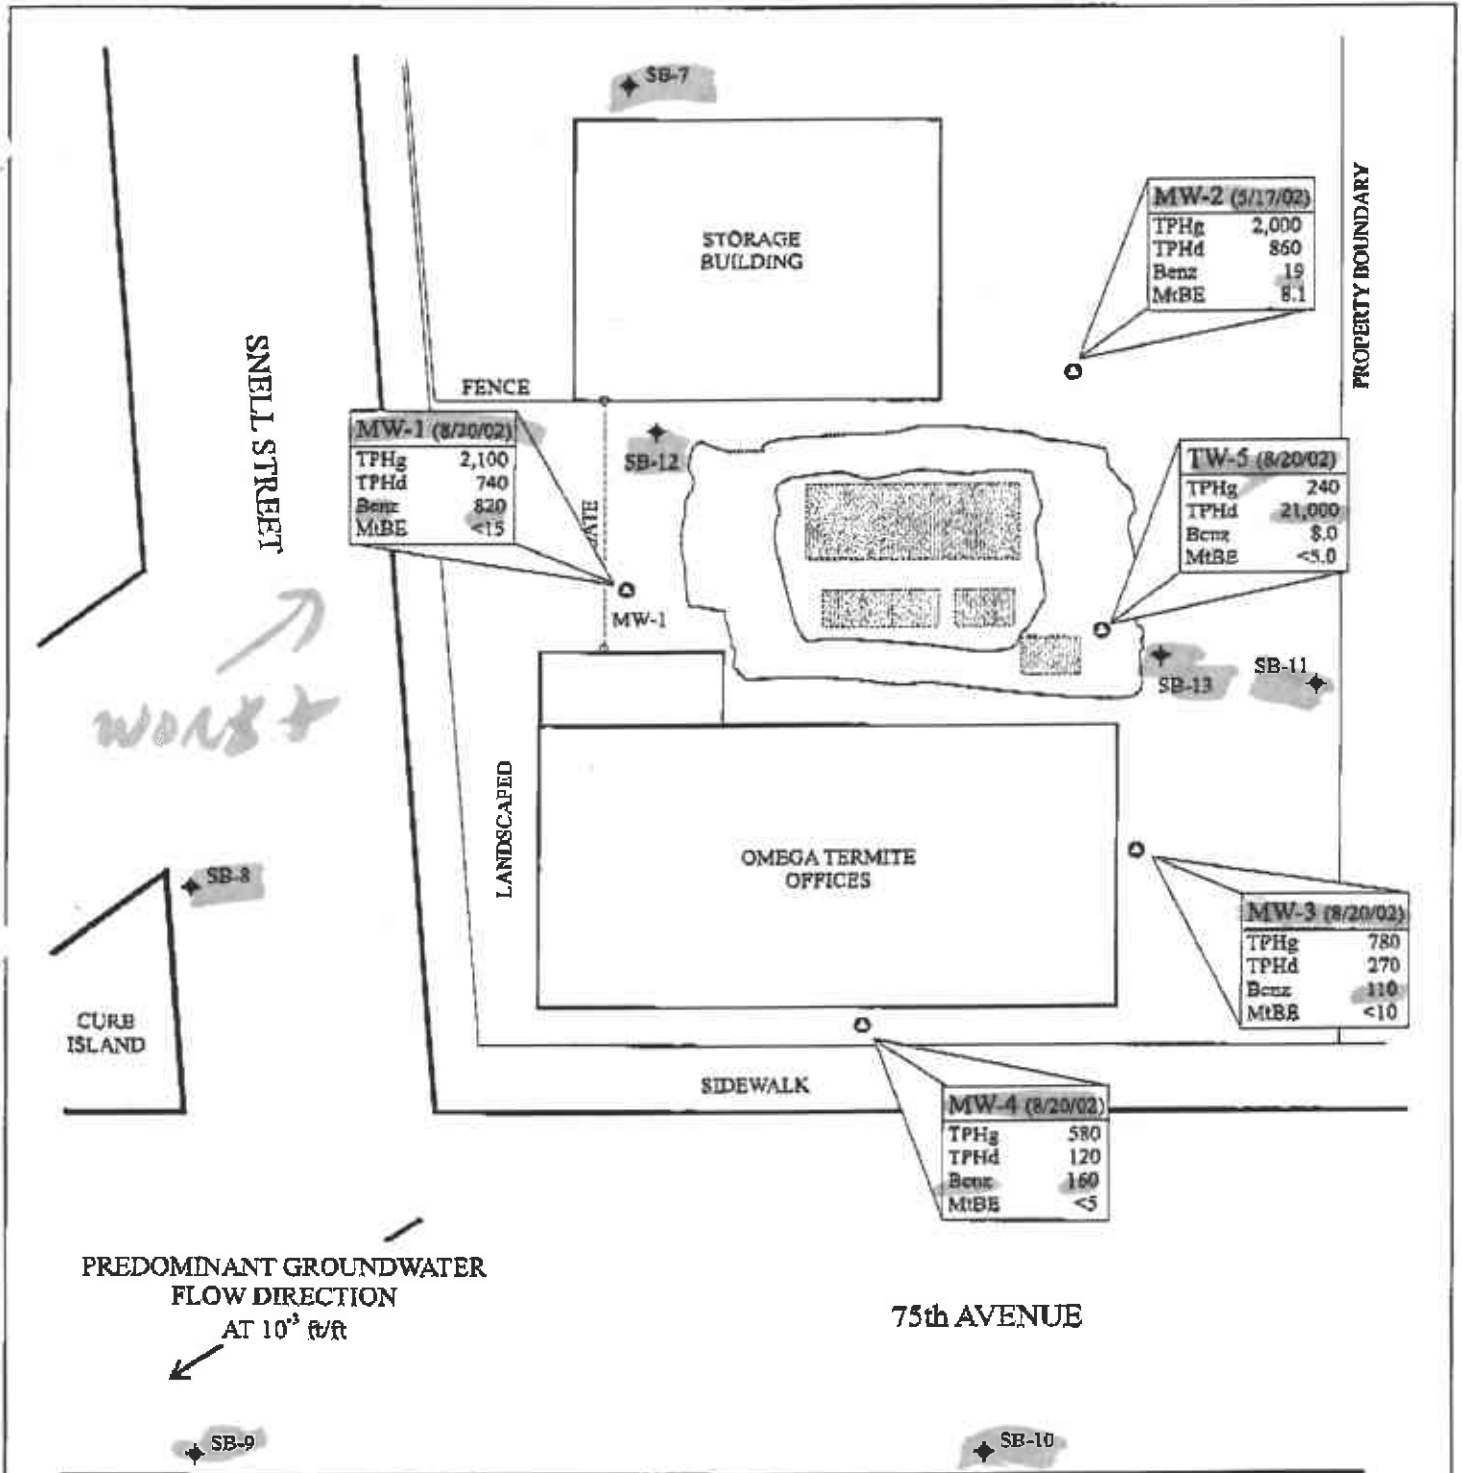 SB-7
STORAGE
BUILDING
MW-2 (5/17/02)
TPHg 2,000
TPHd 860
Benz 19
MtBE 8.1
PROPERTY BOUNDARY
SNELL STREET
FENCE
MW-1 (8/20/02)
TPHg 2,100
TPHd 740
Benz 820
MtBE <15
SB-12
ATE
TW-5 (8/20/02)
TPHg 240
TPHd 21,000
Benz 8.0
MtBE <5.0
MW-1
SB-13
SB-11
LANDSCAPED
OMEGA TERMITE
OFFICES
SB-8
MW-3 (8/20/02)
TPHg 780
TPHd 270
Benz 110
MtBE <10
CURB
ISLAND
SIDEWALK
MW-4 (8/20/02)
TPHg 580
TPHd 120
Benz 160
MtBE <5
PREDOMINANT GROUNDWATER
FLOW DIRECTION
AT 10⁻³ ft/ft
75th AVENUE
SB-9
SB-10